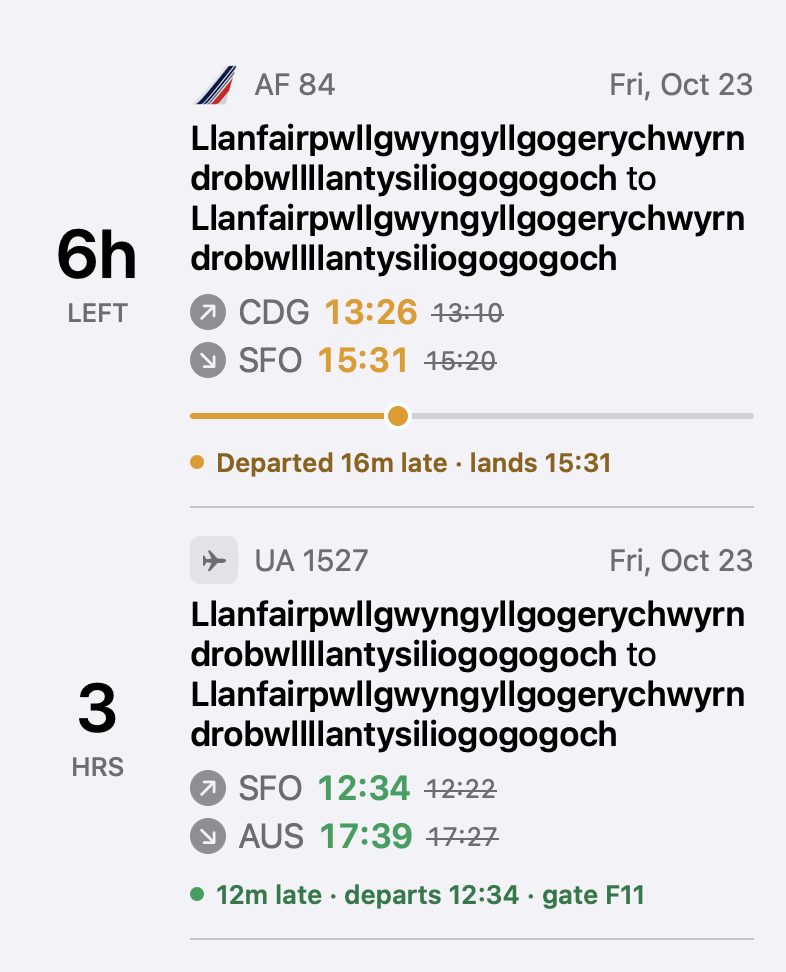 AF 84
Fri, Oct 23
Llanfairpwllgwyngyllgogerychwyrn
drobwllllantysiliogogogoch to
Llanfairpwllgwyngyllgogerychwyrn
drobwllllantysiliogogogoch
6h
LEFT
CDG 13:26 13:10
SFO 15:31 15:20
Departed 16m late · lands 15:31
UA 1527
Fri, Oct 23
Llanfairpwllgwyngyllgogerychwyrn
drobwllllantysiliogogogoch to
Llanfairpwllgwyngyllgogerychwyrn
drobwllllantysiliogogogoch
3
HRS
SFO 12:34 12:22
AUS 17:39 17:27
12m late · departs 12:34 · gate F11